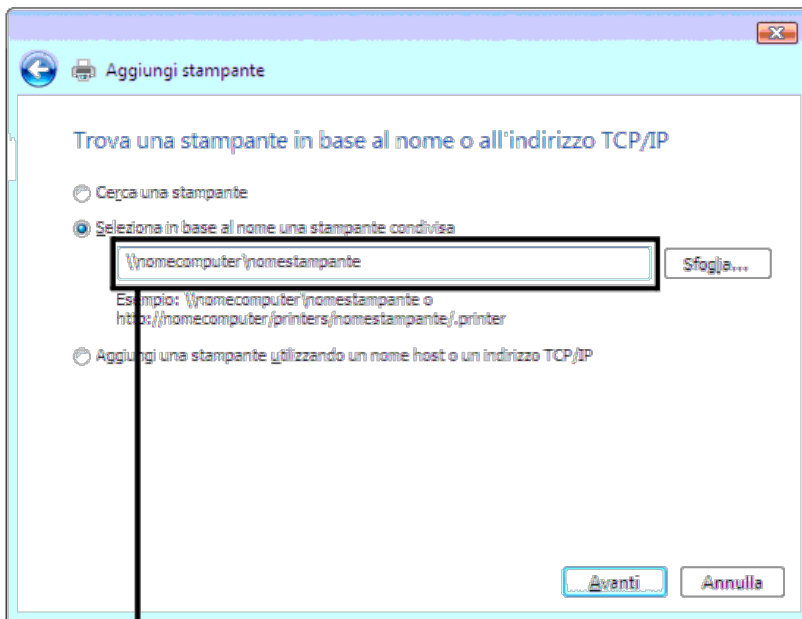 Aggiungi stampante
Trova una stampante in base al nome o all'indirizzo TCP/IP
Cerca una stampante
Seleziona in base al nome una stampante condivisa
\\nomecomputer\nomestampante
Sfoglia...
Esempio: \\nomecomputer\nomestampante o
http://nomecomputer/printers/nomestampante/.printer
Aggiungi una stampante utilizzando un nome host o un indirizzo TCP/IP
Avanti
Annulla